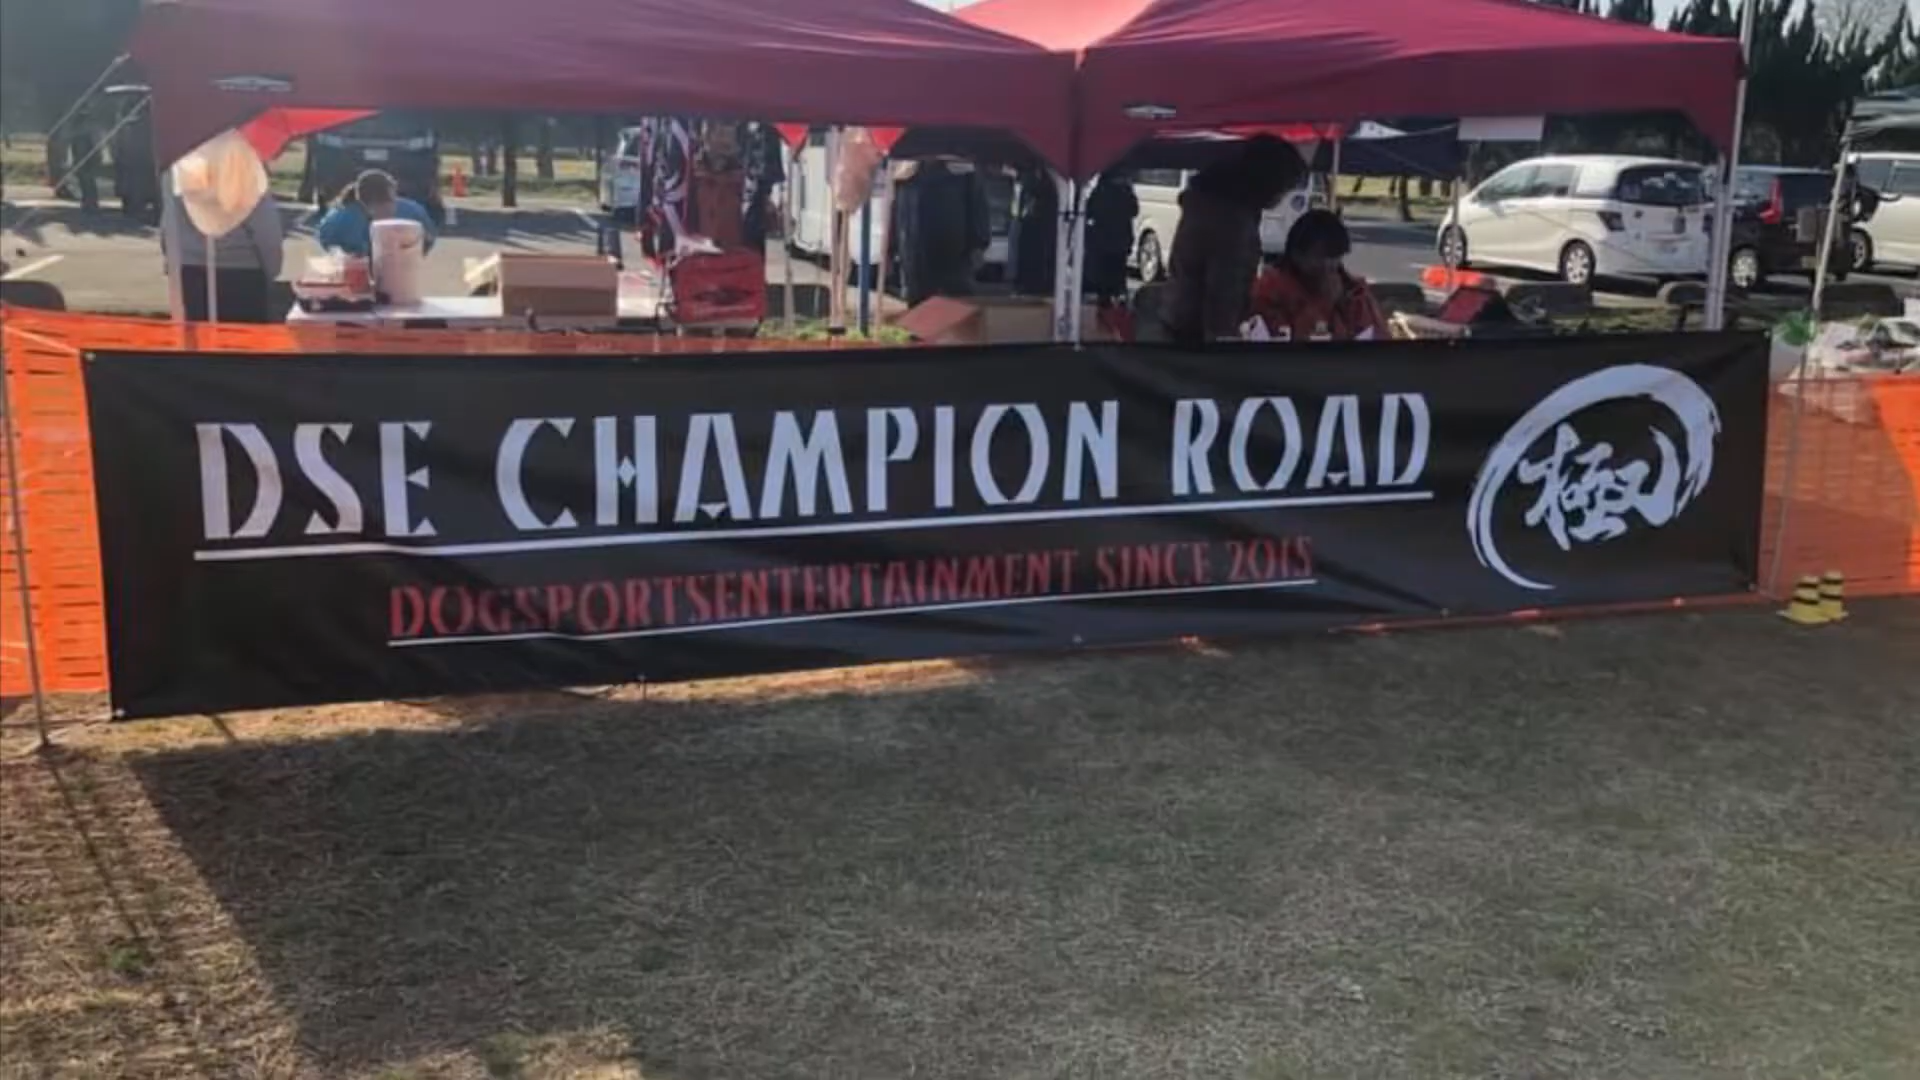 DSE CHAMPION ROAD
DOGSPORTSENTERTAINMENT SINCE 2015
極